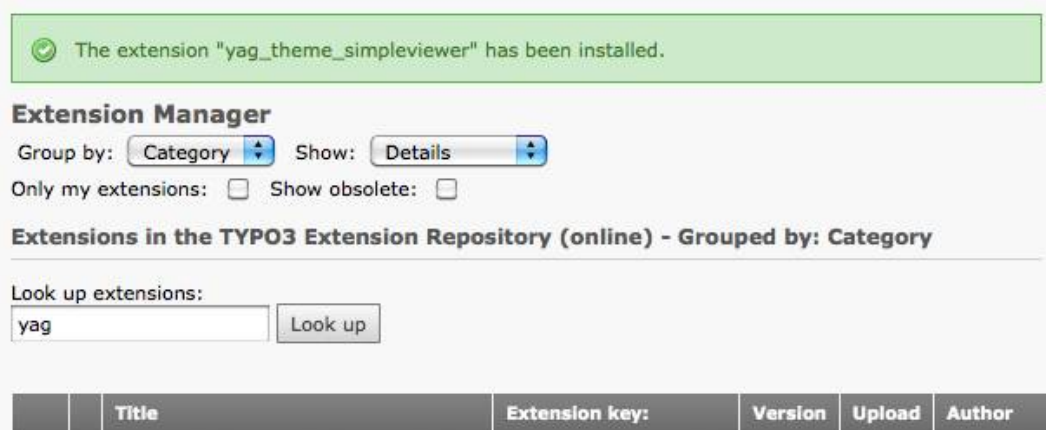 The extension "yag_theme_simpleviewer" has been installed.
Extension Manager
Group by: Category Show: Details
Only my extensions: Show obsolete:
Extensions in the TYPO3 Extension Repository (online) - Grouped by: Category
Look up extensions:
yag Look up
Title Extension key: Version Upload Author